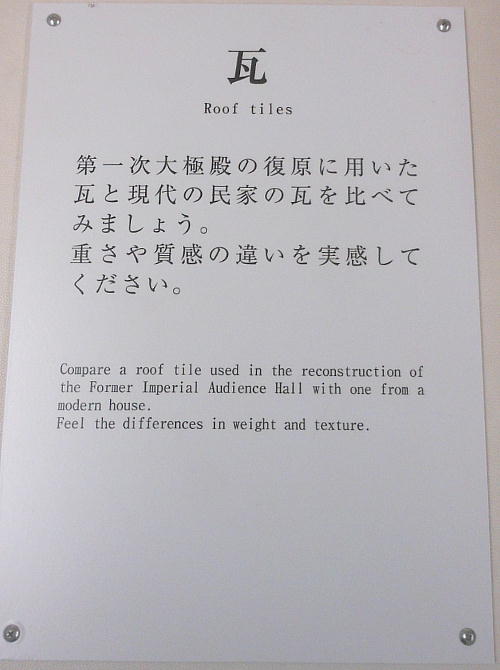 瓦
Roof tiles
第一次大極殿の復原に用いた
瓦と現代の民家の瓦を比べて
みましょう。
重さや質感の違いを実感して
ください。
Compare a roof tile used in the reconstruction of
the Former Imperial Audience Hall with one from a
modern house.
Feel the differences in weight and texture.